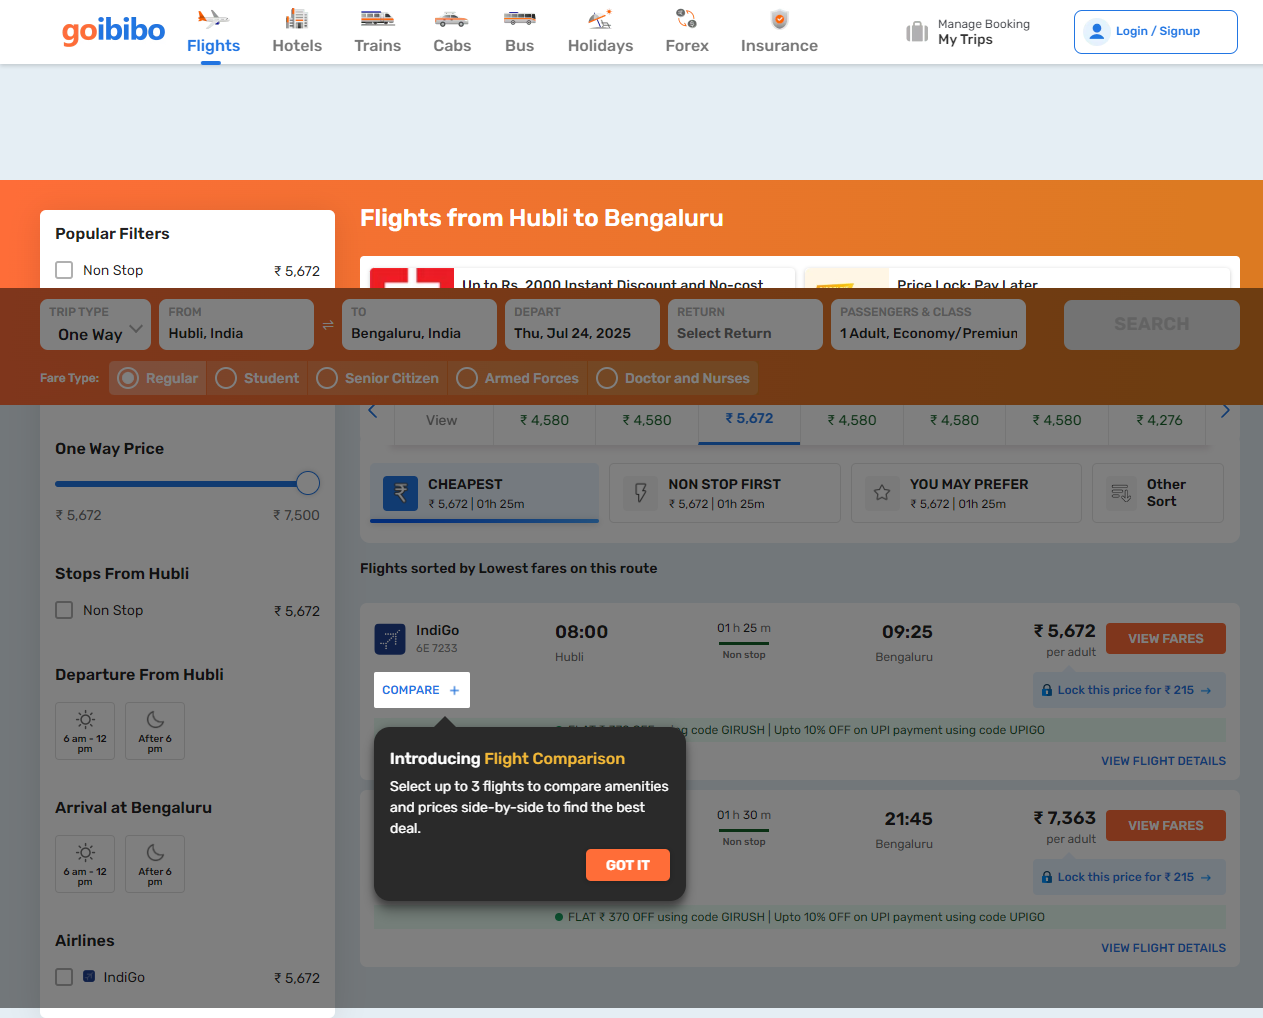 goibibo
Flights
Hotels
Trains
Cabs
Bus
Holidays
Forex
Insurance
Manage Booking
My Trips
Login / Signup
Flights from Hubli to Bengaluru
Popular Filters
Non Stop
₹ 5,672
Up to Rs. 2000 Instant Discount and No-cost
Price Lock: Pay Later
TRIP TYPE
One Way
FROM
Hubli, India
TO
Bengaluru, India
DEPART
Thu, Jul 24, 2025
RETURN
Select Return
PASSENGERS & CLASS
1 Adult, Economy/Premiun
SEARCH
Fare Type:
Regular
Student
Senior Citizen
Armed Forces
Doctor and Nurses
View
₹ 4,580
₹ 4,580
₹ 5,672
₹ 4,580
₹ 4,580
₹ 4,580
₹ 4,276
One Way Price
₹ 5,672
₹ 7,500
CHEAPEST
₹ 5,672 | 01h 25m
NON STOP FIRST
₹ 5,672 | 01h 25m
YOU MAY PREFER
₹ 5,672 | 01h 25m
Other
Sort
Stops From Hubli
Non Stop
₹ 5,672
Departure From Hubli
6 am - 12
pm
After 6
pm
Arrival at Bengaluru
6 am - 12
pm
After 6
pm
Airlines
IndiGo
₹ 5,672
Flights sorted by Lowest fares on this route
IndiGo
6E 7233
08:00
Hubli
01 h 25 m
Non stop
09:25
Bengaluru
₹ 5,672
per adult
VIEW FARES
COMPARE +
Lock this price for ₹ 215 →
using code GIRUSH | Upto 10% OFF on UPI payment using code UPIGO
VIEW FLIGHT DETAILS
Introducing Flight Comparison
Select up to 3 flights to compare amenities
and prices side-by-side to find the best
deal.
GOT IT
01 h 30 m
Non stop
21:45
Bengaluru
₹ 7,363
per adult
VIEW FARES
Lock this price for ₹ 215 →
FLAT ₹ 370 OFF using code GIRUSH | Upto 10% OFF on UPI payment using code UPIGO
VIEW FLIGHT DETAILS